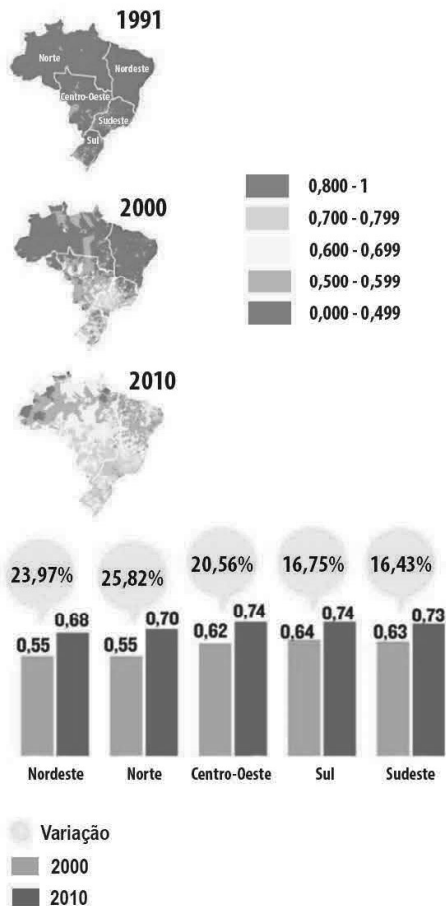 1991
Norte
Nordeste
Centro-Oeste
Sudeste
Sul
2000
0,800 - 1
0,700 - 0,799
0,600 - 0,699
0,500 - 0,599
0,000 - 0,499
2010
23,97% 25,82% 20,56% 16,75% 16,43%
0,55 0,68 0,55 0,70 0,62 0,74 0,64 0,74 0,63 0,73
Nordeste Norte Centro-Oeste Sul Sudeste
Variação
2000
2010